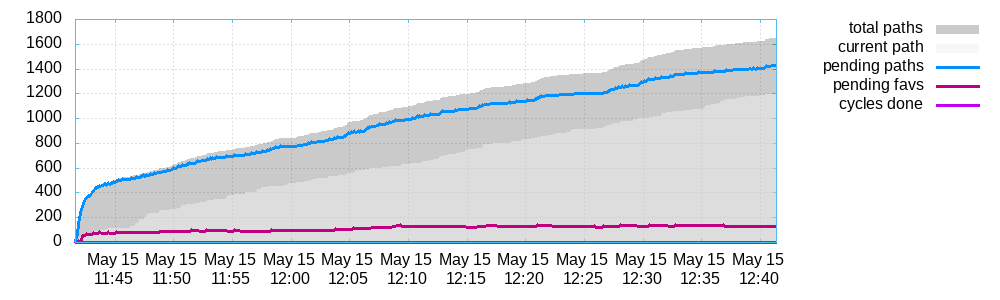 1800
1600
1400
1200
1000
800
600
400
200
0
May 15 May 15 May 15 May 15 May 15 May 15 May 15 May 15 May 15 May 15 May 15 May 15
11:45 11:50 11:55 12:00 12:05 12:10 12:15 12:20 12:25 12:30 12:35 12:40
total paths
current path
pending paths
pending favs
cycles done